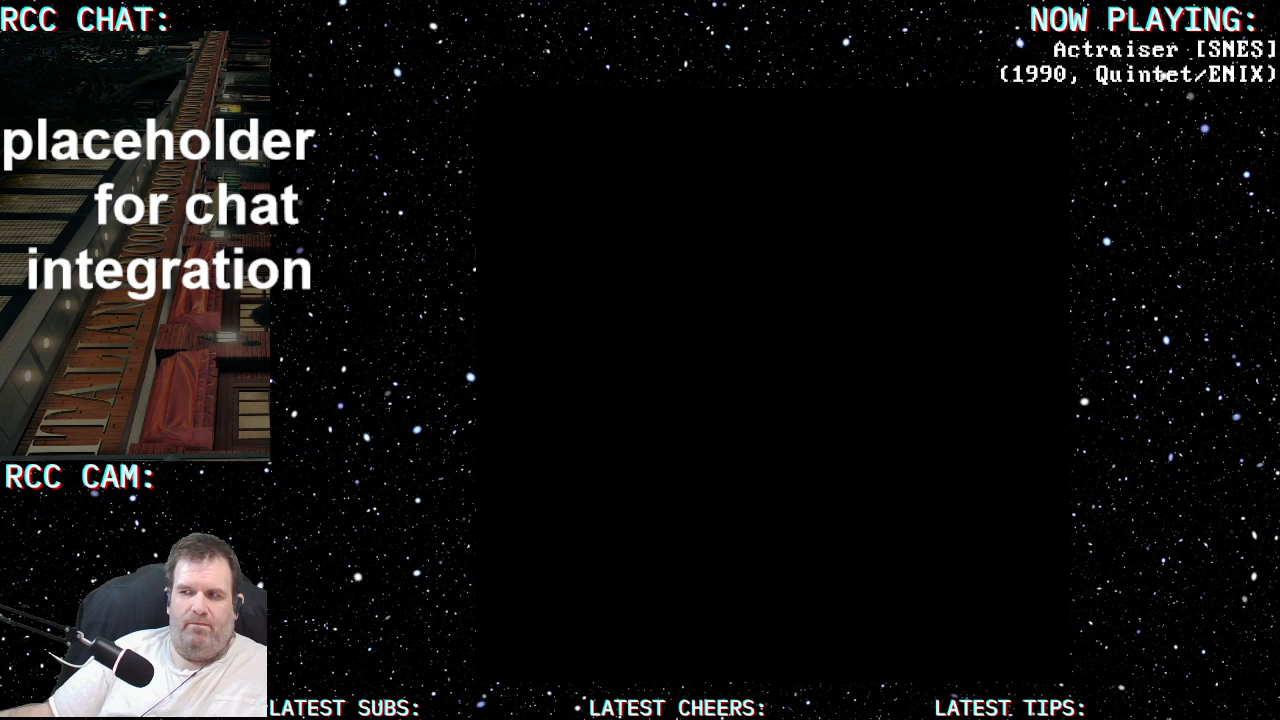 RCC CHAT:
NOW PLAYING:
Actraiser [SNES]
(1990, Quintet/ENIX)
placeholder
for chat
integration
ITALIAN
RCC CAM:
LATEST SUBS:
LATEST CHEERS:
LATEST TIPS: